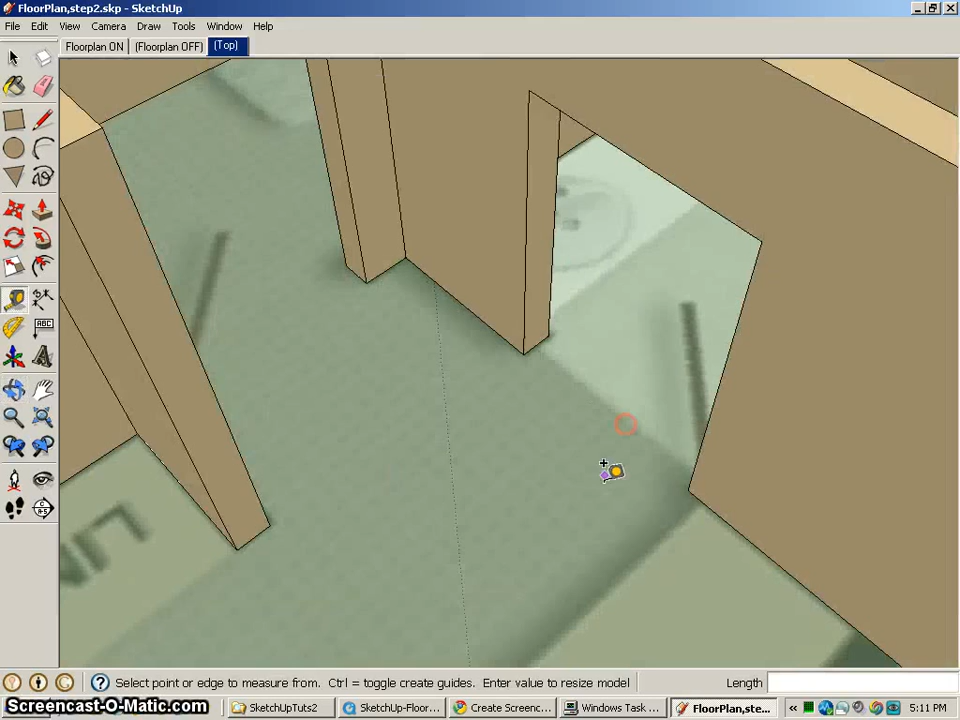 FloorPlan,step2.skp - SketchUp
File Edit View Camera Draw Tools Window Help
Floorplan ON (Floorplan OFF) (Top)
ABC
Select point or edge to measure from. Ctrl = toggle create guides. Enter value to resize model Length
Screencast-O-Matic.com SketchUpTuts2 SketchUp-Floor... Create Screenc... Windows Task ... FloorPlan,ste... « 5:11 PM